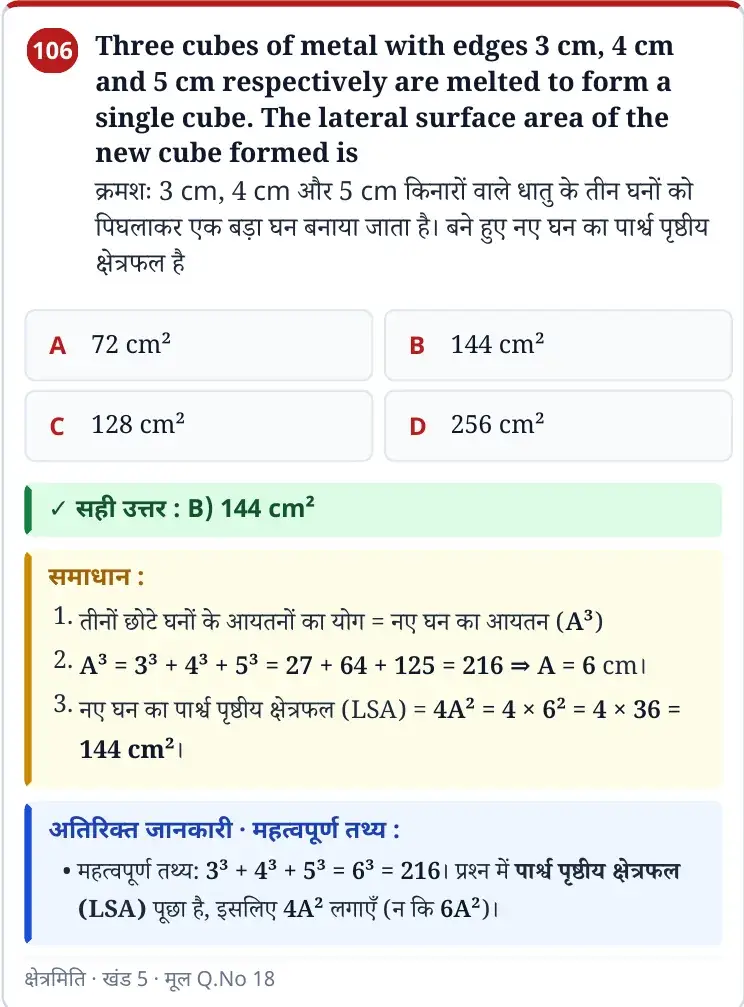 106
Three cubes of metal with edges 3 cm, 4 cm
and 5 cm respectively are melted to form a
single cube. The lateral surface area of the
new cube formed is
क्रमशः 3 cm, 4 cm और 5 cm किनारों वाले धातु के तीन घनों को
पिघलाकर एक बड़ा घन बनाया जाता है। बने हुए नए घन का पार्श्व पृष्ठीय
क्षेत्रफल है
A 72 cm²
B 144 cm²
C 128 cm²
D 256 cm²
✓ सही उत्तर : B) 144 cm²
समाधान :
1. तीनों छोटे घनों के आयतनों का योग = नए घन का आयतन (A³)
2. A³ = 3³ + 4³ + 5³ = 27 + 64 + 125 = 216 ⇒ A = 6 cm।
3. नए घन का पार्श्व पृष्ठीय क्षेत्रफल (LSA) = 4A² = 4 × 6² = 4 × 36 =
144 cm²।
अतिरिक्त जानकारी · महत्वपूर्ण तथ्य :
• महत्वपूर्ण तथ्य: 3³ + 4³ + 5³ = 6³ = 216। प्रश्न में पार्श्व पृष्ठीय क्षेत्रफल
(LSA) पूछा है, इसलिए 4A² लगाएँ (न कि 6A²)।
क्षेत्रमिति · खंड 5 · मूल Q.No 18